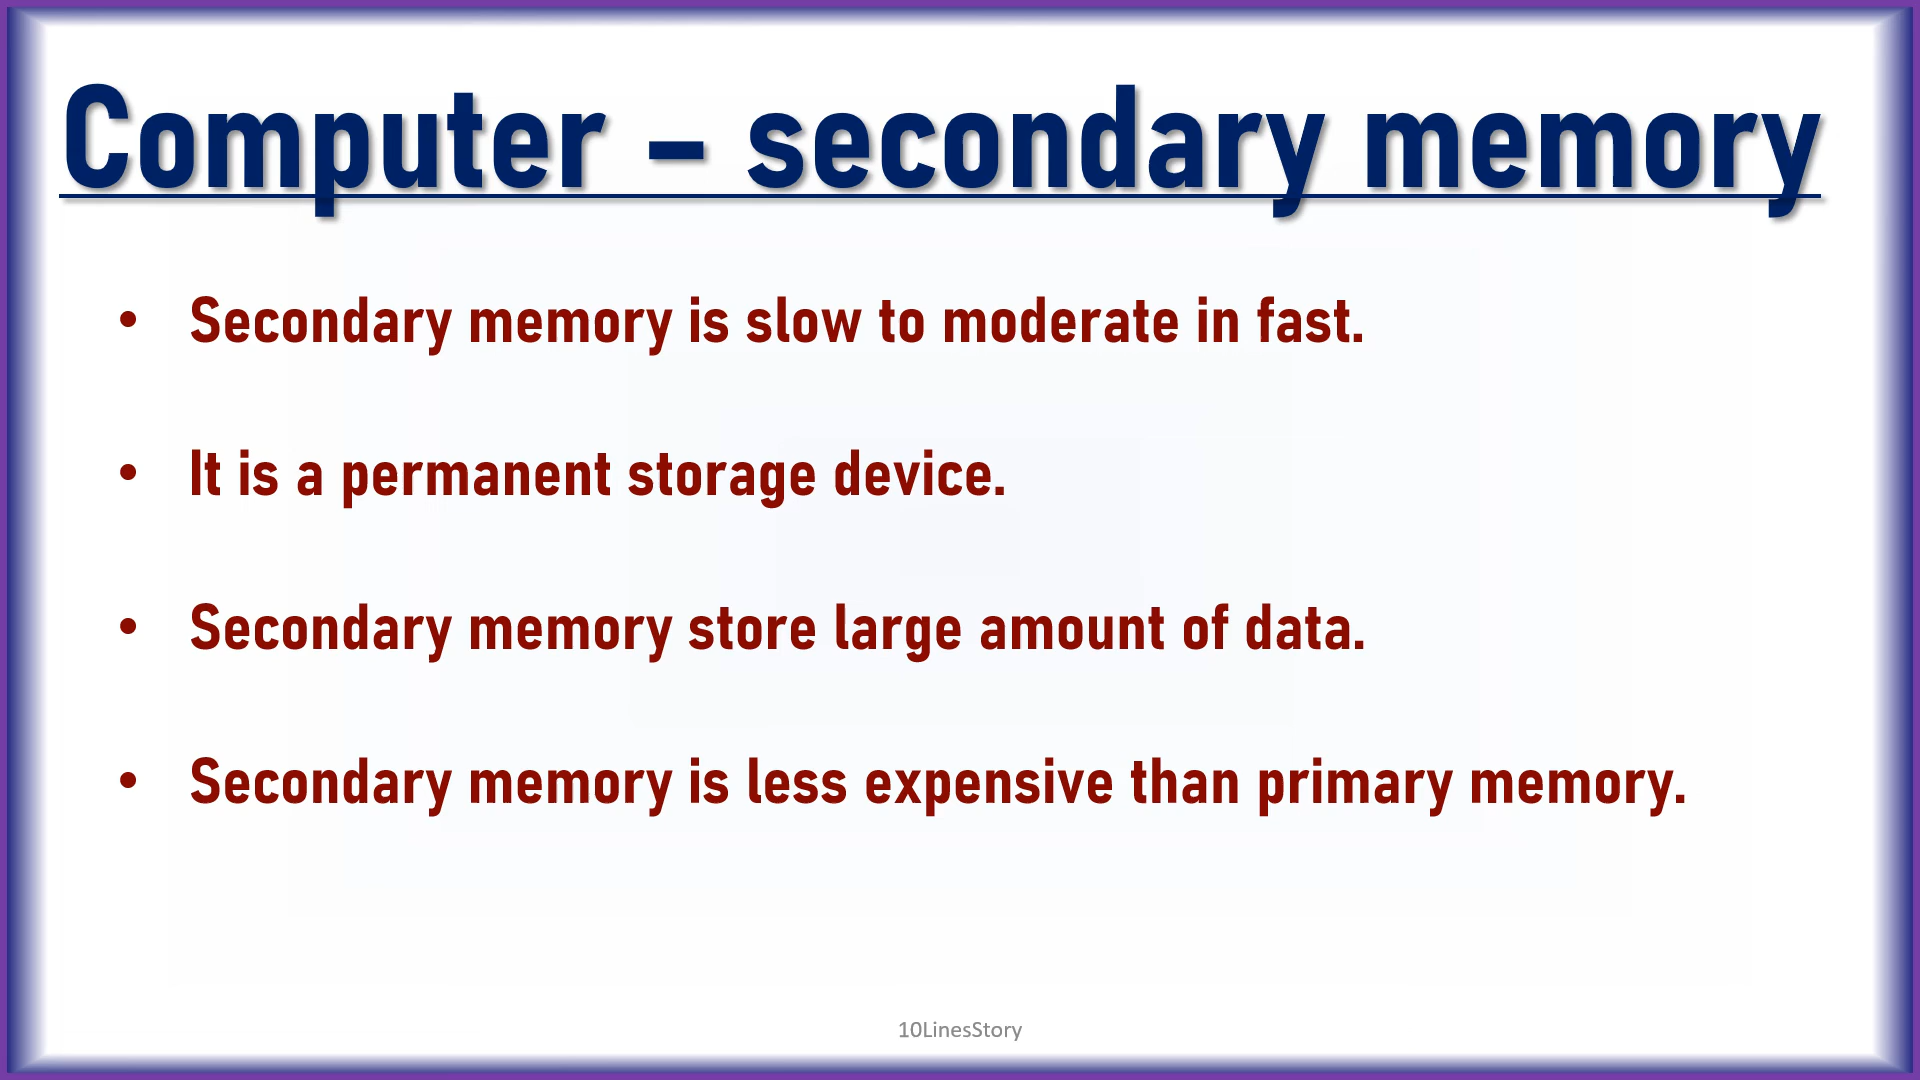 Computer – secondary memory
• Secondary memory is slow to moderate in fast.
• It is a permanent storage device.
• Secondary memory store large amount of data.
• Secondary memory is less expensive than primary memory.
10LinesStory